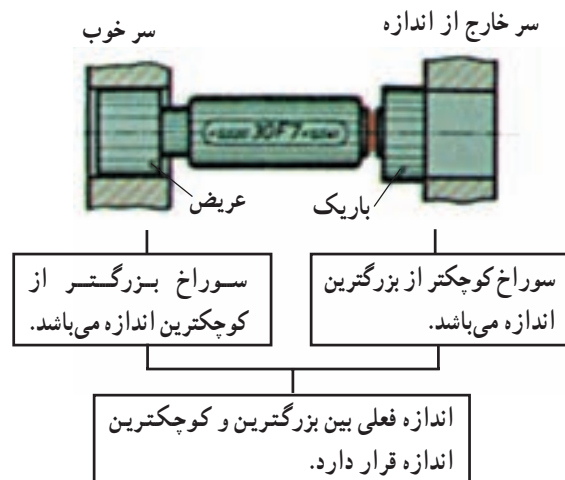 سر خارج از اندازه
سر خوب
30F7
عریض
باریک
سوراخ کوچکتر از بزرگترین
اندازه می‌باشد.
سوراخ بزرگتر از
کوچکترین اندازه می‌باشد.
اندازه فعلی بین بزرگترین و کوچکترین
اندازه قرار دارد.